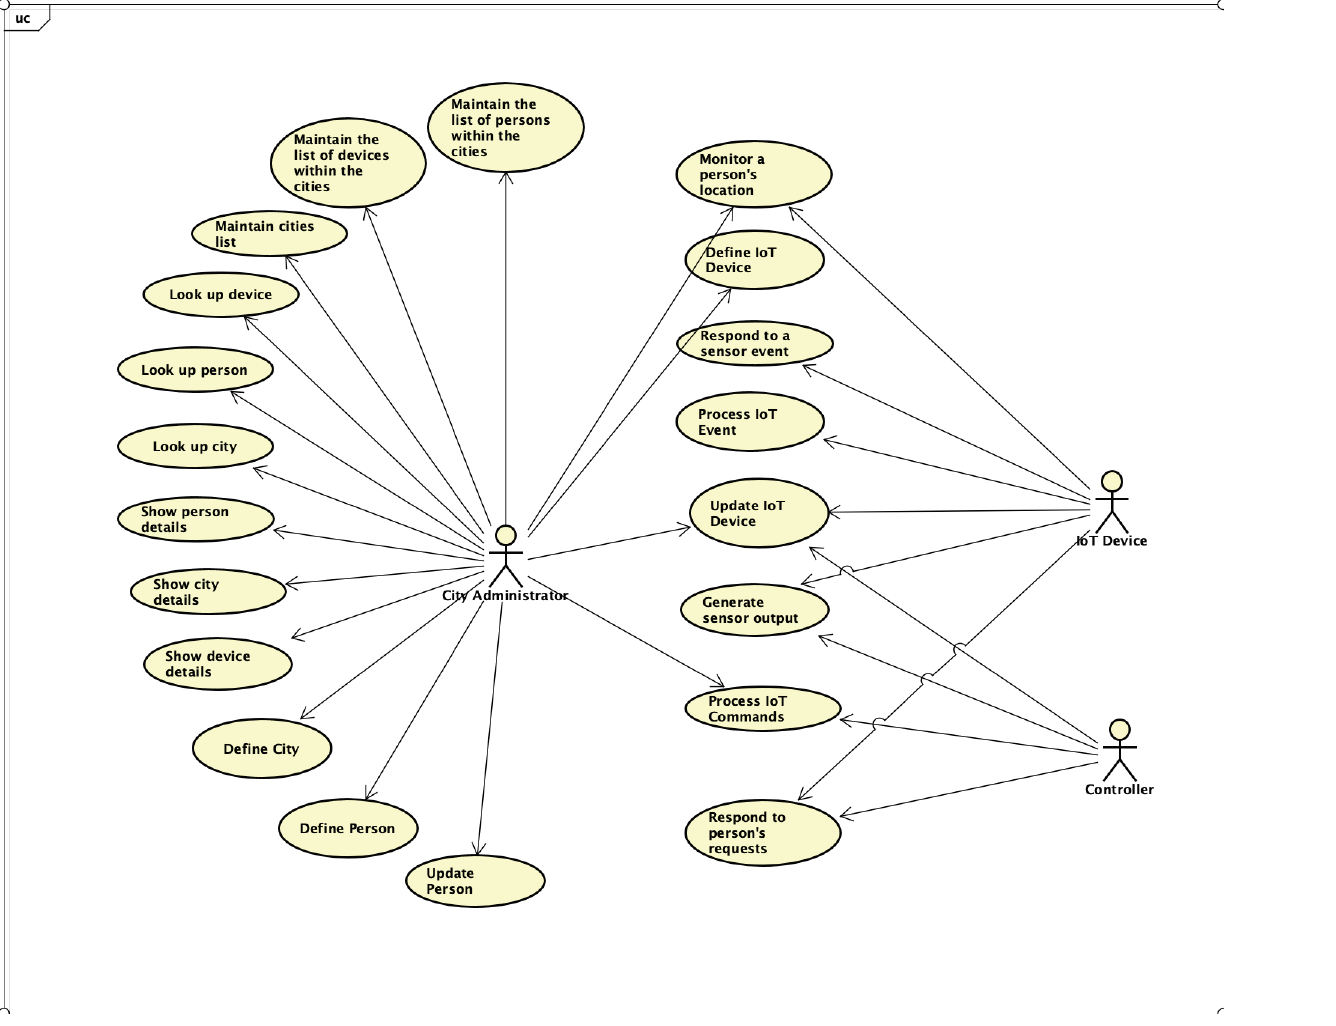 uc
Maintain the
list of persons
within the
cities
Maintain the
list of devices
within the
cities
Maintain cities
list
Look up device
Look up person
Look up city
Show person
details
Show city
details
Show device
details
Define City
Define Person
Update
Person
City Administrator
Monitor a
person's
location
Define IoT
Device
Respond to a
sensor event
Process IoT
Event
Update IoT
Device
Generate
sensor output
Process IoT
Commands
Respond to
person's
requests
IoT Device
Controller